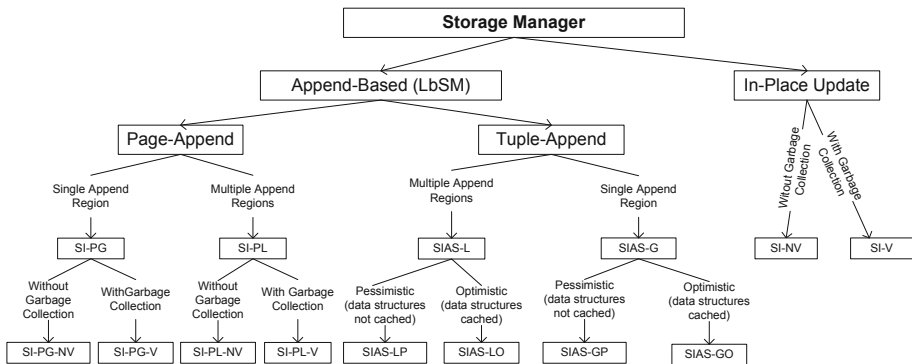 Storage Manager
Append-Based (LbSM)
In-Place Update
Page-Append
Tuple-Append
Witout Garbage
Collection
With Garbage
Collection
Single Append
Region
Multiple Append
Regions
Multiple Append
Regions
Single Append
Region
SI-PG
SI-PL
SIAS-L
SIAS-G
SI-NV
SI-V
Without
Garbage
Collection
WithGarbage
Collection
Without
Garbage
Collection
With Garbage
Collection
Pessimistic
(data structures
not cached)
Optimistic
(data structures
cached)
Pessimistic
(data structures
not cached)
Optimistic
(data structures
cached)
SI-PG-NV
SI-PG-V
SI-PL-NV
SI-PL-V
SIAS-LP
SIAS-LO
SIAS-GP
SIAS-GO